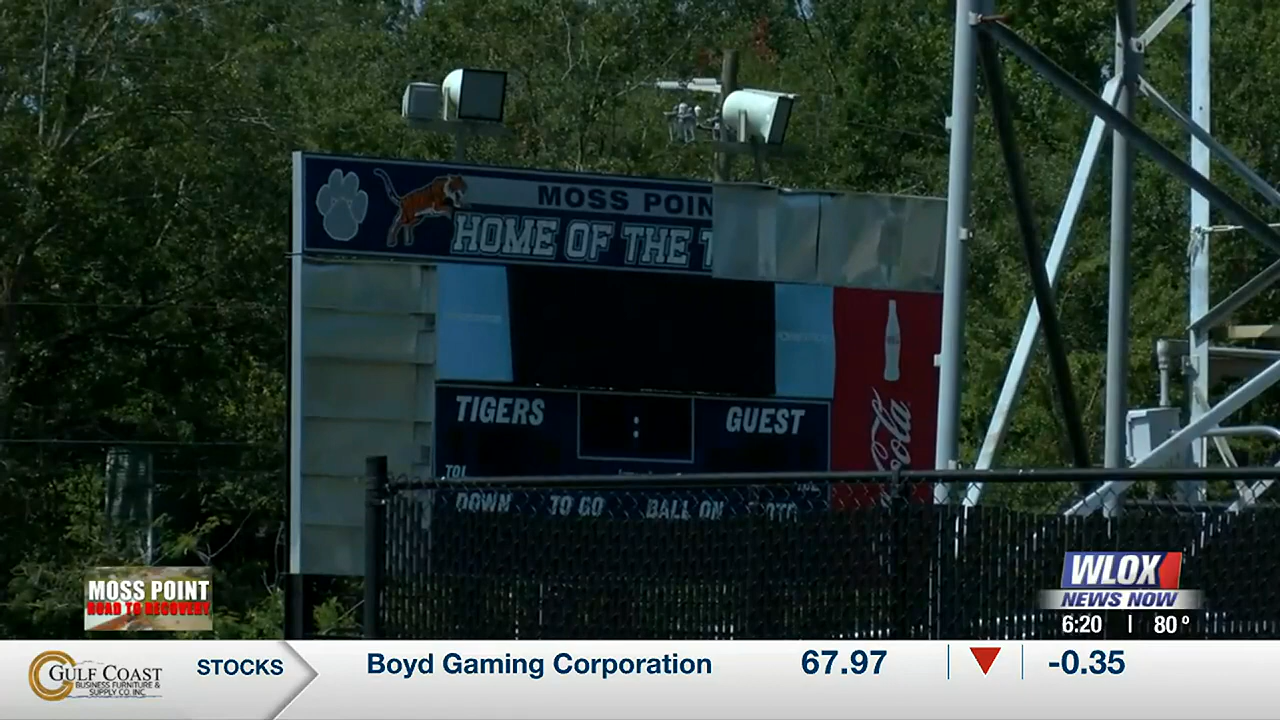 MOSS POIN
HOME OF THE T
TIGERS
:
GUEST
TOL
DOWN
TO GO
BALL ON
Cola
MOSS POINT
ROAD TO RECOVERY
WLOX
NEWS NOW
6:20 | 80°
GULF COAST
BUSINESS FURNITURE &
SUPPLY CO. INC
STOCKS
Boyd Gaming Corporation 67.97 -0.35